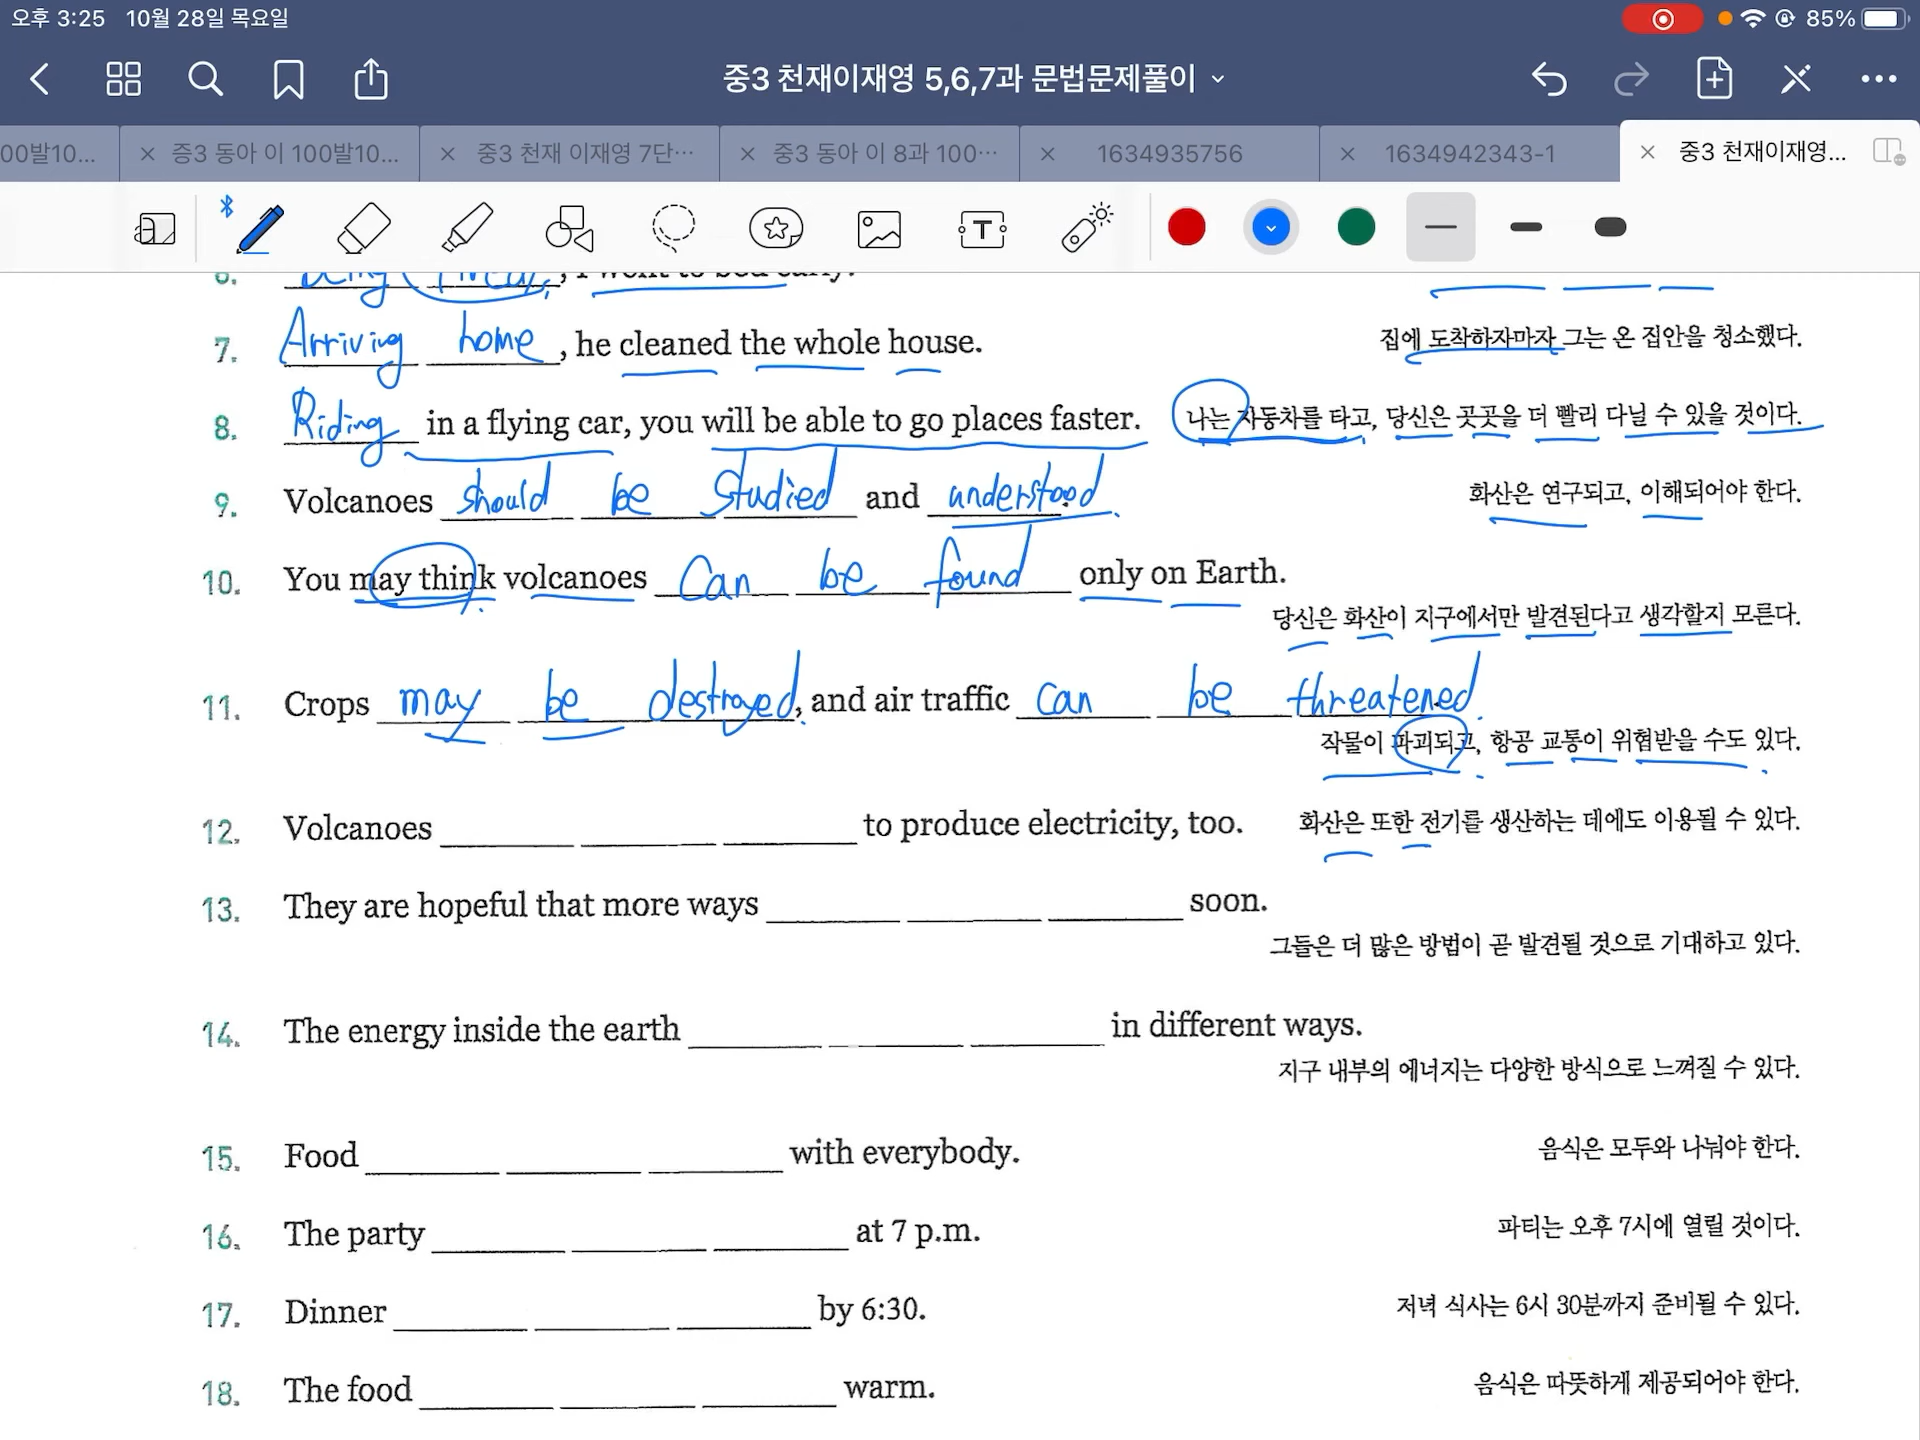 오후 3:25 10월 28일 목요일 85%
중3 천재이재영 5,6,7과 문법문제풀이
00발10... × 증3 동아 이 100발10... × 중3 천재 이재영 7단... × 중3 동아 이 8과 100... × 1634935756 × 1634942343-1 × 중3 천재이재영...
7. Arriving home, he cleaned the whole house. 집에 도착하자마자 그는 온 집안을 청소했다.
8. Riding in a flying car, you will be able to go places faster. 나는 자동차를 타고, 당신은 곳곳을 더 빨리 다닐 수 있을 것이다.
9. Volcanoes should be studied and understood. 화산은 연구되고, 이해되어야 한다.
10. You may think volcanoes can be found only on Earth.
당신은 화산이 지구에서만 발견된다고 생각할지 모른다.
11. Crops may be destroyed, and air traffic can be threatened.
작물이 파괴되고, 항공 교통이 위협받을 수도 있다.
12. Volcanoes to produce electricity, too. 화산은 또한 전기를 생산하는 데에도 이용될 수 있다.
13. They are hopeful that more ways soon.
그들은 더 많은 방법이 곧 발견될 것으로 기대하고 있다.
14. The energy inside the earth in different ways.
지구 내부의 에너지는 다양한 방식으로 느껴질 수 있다.
15. Food with everybody. 음식은 모두와 나눠야 한다.
16. The party at 7 p.m. 파티는 오후 7시에 열릴 것이다.
17. Dinner by 6:30. 저녁 식사는 6시 30분까지 준비될 수 있다.
18. The food warm. 음식은 따뜻하게 제공되어야 한다.